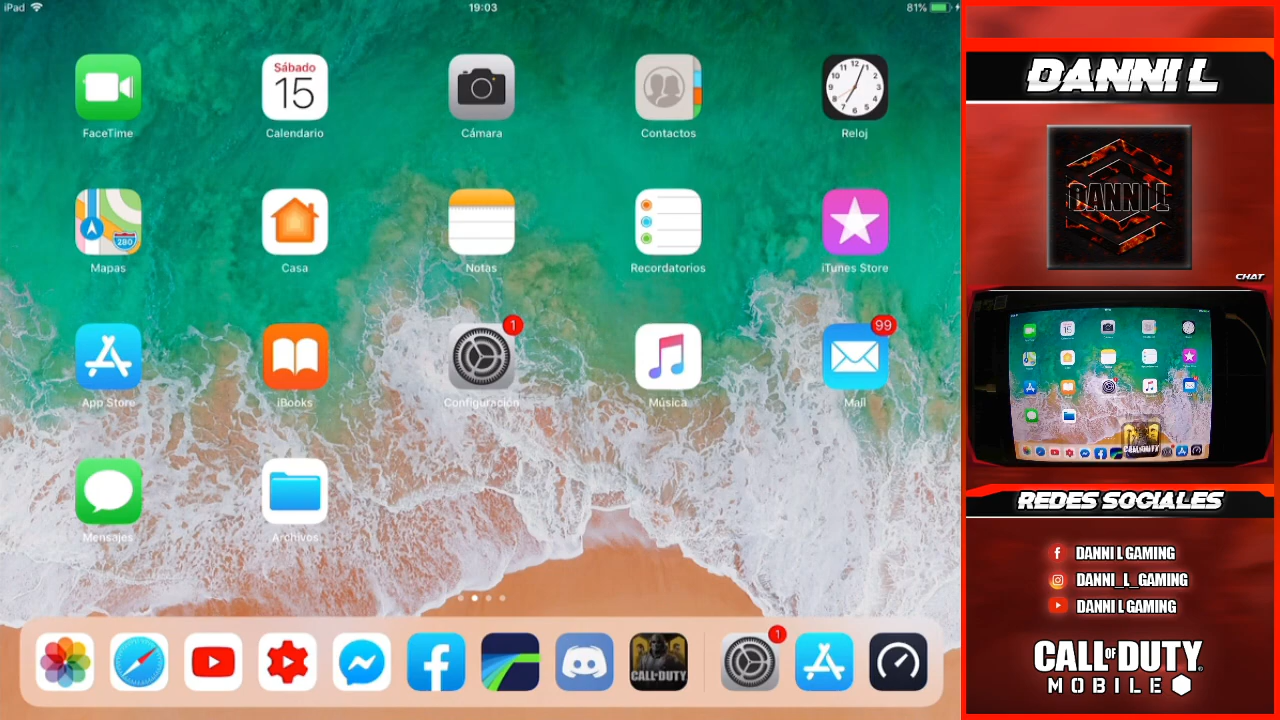 iPad
19:03
81%
FaceTime
Sábado
15
Calendario
Cámara
Contactos
Reloj
280
Mapas
Casa
Notas
Recordatorios
iTunes Store
App Store
iBooks
1
Configuración
Música
99
Mail
Mensajes
Archivos
CALL DUTY
1
DANNI L
DANNI L
CHAT
REDES SOCIALES
DANNI L GAMING
DANNI_L_GAMING
DANNI L GAMING
CALL OF DUTY
MOBILE